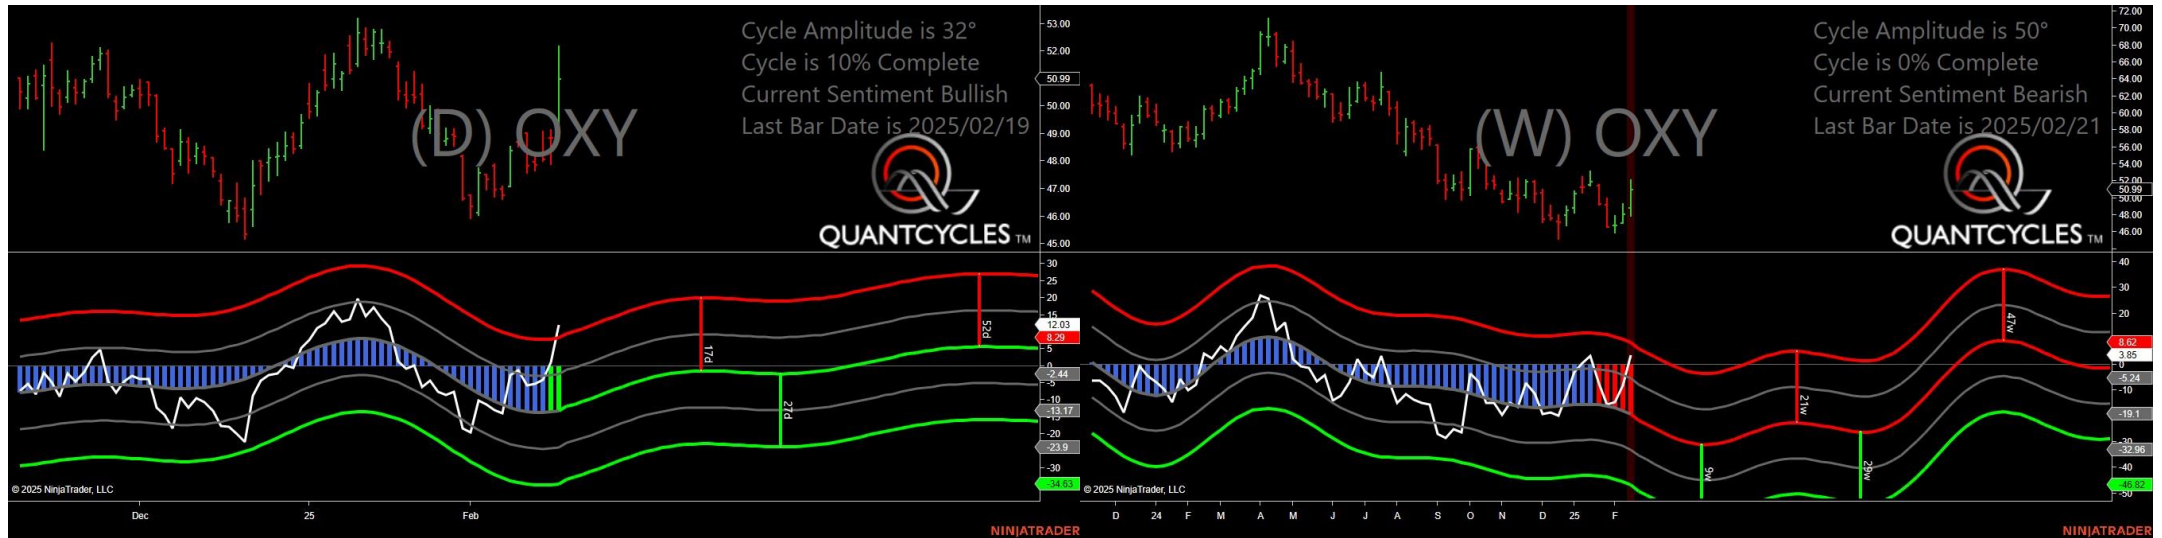 Cycle Amplitude is 32°
Cycle is 10% Complete
Current Sentiment Bullish
Last Bar Date is 2025/02/19
(D) OXY
QUANTCYCLES TM
53.00
52.00
50.99
50.00
49.00
48.00
47.00
46.00
45.00
30
25
20
15
12.03
8.29
5
0
-2.44
-5
-10
-13.17
-20
-23.9
-30
-34.63
17d
27d
52d
© 2025 NinjaTrader, LLC
Dec
25
Feb
NINJATRADER
Cycle Amplitude is 50°
Cycle is 0% Complete
Current Sentiment Bearish
Last Bar Date is 2025/02/21
(W) OXY
QUANTCYCLES TM
72.00
70.00
68.00
66.00
64.00
62.00
60.00
58.00
56.00
54.00
52.00
50.99
50.00
48.00
46.00
40
30
20
8.62
3.85
0
-5.24
-10
-19.1
-30
-32.96
-40
-46.82
-50
9w
21w
29w
47w
© 2025 NinjaTrader, LLC
D 24 F M A M J J A S O N D 25 F
NINJATRADER